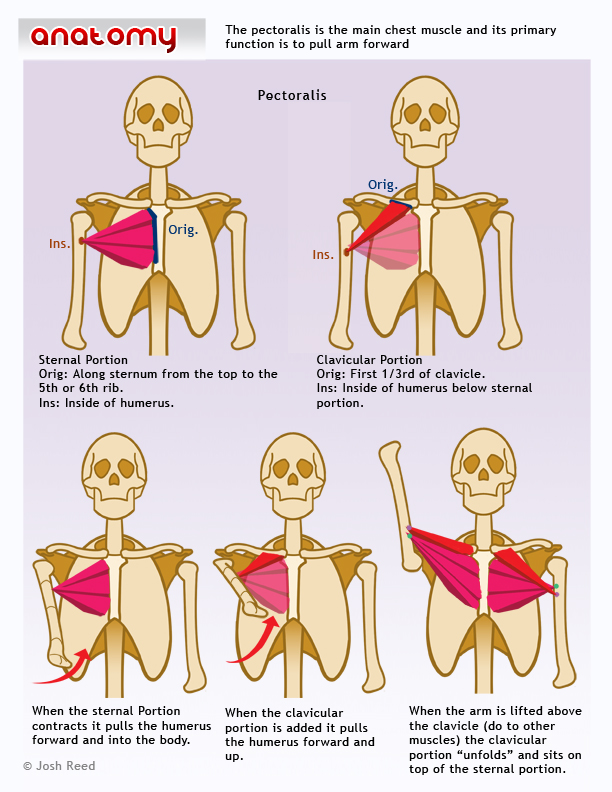 anatomy
The pectoralis is the main chest muscle and its primary
function is to pull arm forward
Pectoralis
Orig.
Ins.
Orig.
Ins.
Sternal Portion
Orig: Along sternum from the top to the
5th or 6th rib.
Ins: Inside of humerus.
Clavicular Portion
Orig: First 1/3rd of clavicle.
Ins: Inside of humerus below sternal
portion.
When the sternal Portion
contracts it pulls the humerus
forward and into the body.
When the clavicular
portion is added it pulls
the humerus forward and
up.
When the arm is lifted above
the clavicle (do to other
muscles) the clavicular
portion “unfolds” and sits on
top of the sternal portion.
© Josh Reed